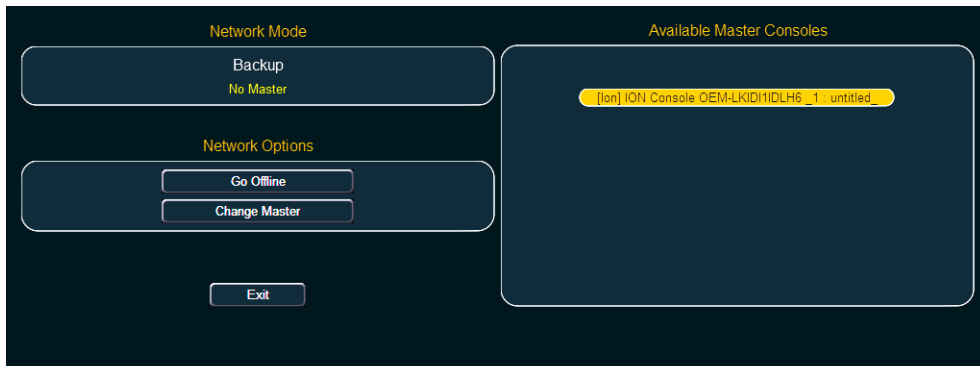 Network Mode
Backup
No Master
Network Options
Go Offline
Change Master
Exit
Available Master Consoles
[Ion] ION Console OEM-LKIDI1IDLH6 _1 : untitled_